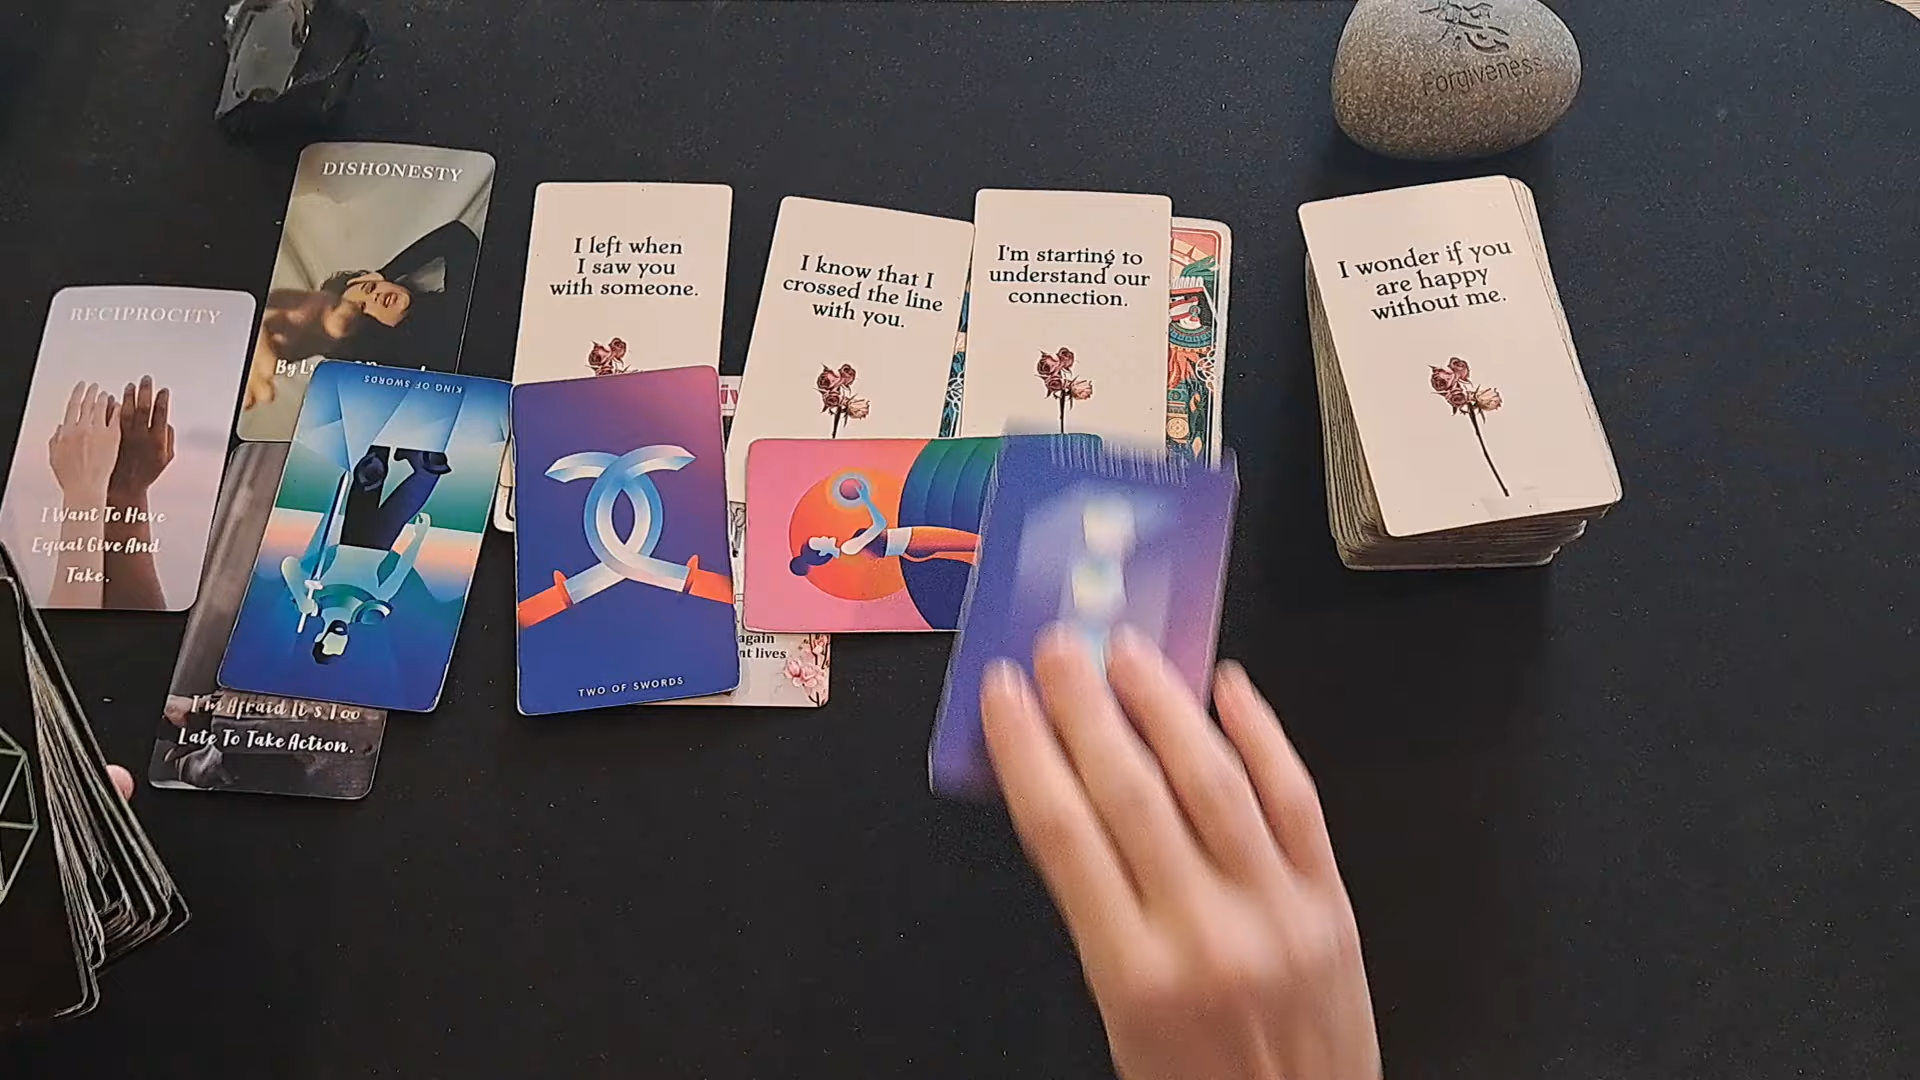 Forgiveness
DISHONESTY
By
RECIPROCITY
I Want To Have
Equal Give And
Take.
KING OF SWORDS
I'm Afraid It's Too
Late To Take Action.
I left when
I saw you
with someone.
TWO OF SWORDS
again
nt lives
I know that I
crossed the line
with you.
I'm starting to
understand our
connection.
I wonder if you
are happy
without me.